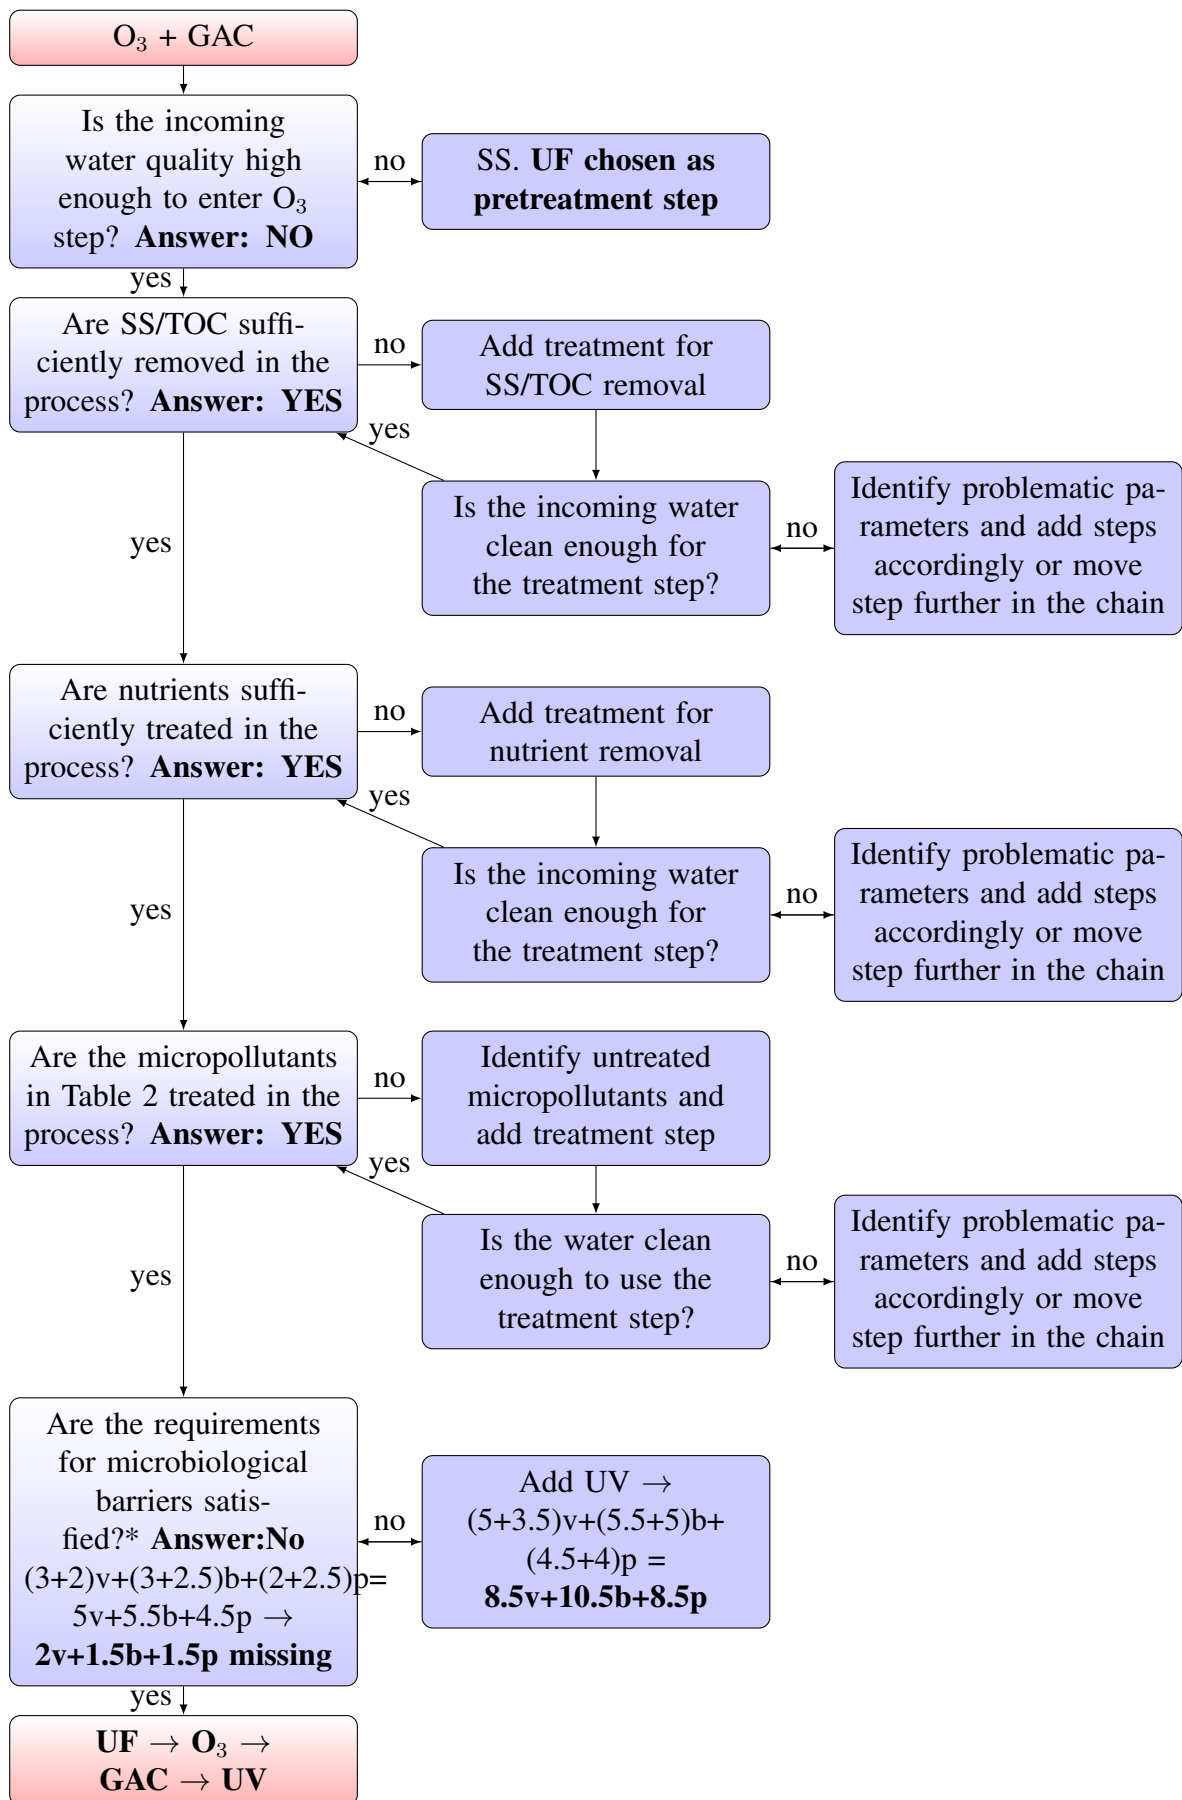 O₃ + GAC
Is the incoming
water quality high
enough to enter O₃
step? Answer: NO
no
SS. UF chosen as
pretreatment step
yes
Are SS/TOC suffi-
ciently removed in the
process? Answer: YES
no
Add treatment for
SS/TOC removal
yes
Is the incoming water
clean enough for
the treatment step?
no
Identify problematic pa-
rameters and add steps
accordingly or move
step further in the chain
yes
Are nutrients suffi-
ciently treated in the
process? Answer: YES
no
Add treatment for
nutrient removal
yes
Is the incoming water
clean enough for
the treatment step?
no
Identify problematic pa-
rameters and add steps
accordingly or move
step further in the chain
yes
Are the micropollutants
in Table 2 treated in the
process? Answer: YES
no
Identify untreated
micropollutants and
add treatment step
yes
Is the water clean
enough to use the
treatment step?
no
Identify problematic pa-
rameters and add steps
accordingly or move
step further in the chain
yes
Are the requirements
for microbiological
barriers satis-
fied?* Answer:No
(3+2)v+(3+2.5)b+(2+2.5)p=
5v+5.5b+4.5p →
2v+1.5b+1.5p missing
no
Add UV →
(5+3.5)v+(5.5+5)b+
(4.5+4)p =
8.5v+10.5b+8.5p
yes
UF → O₃ →
GAC → UV